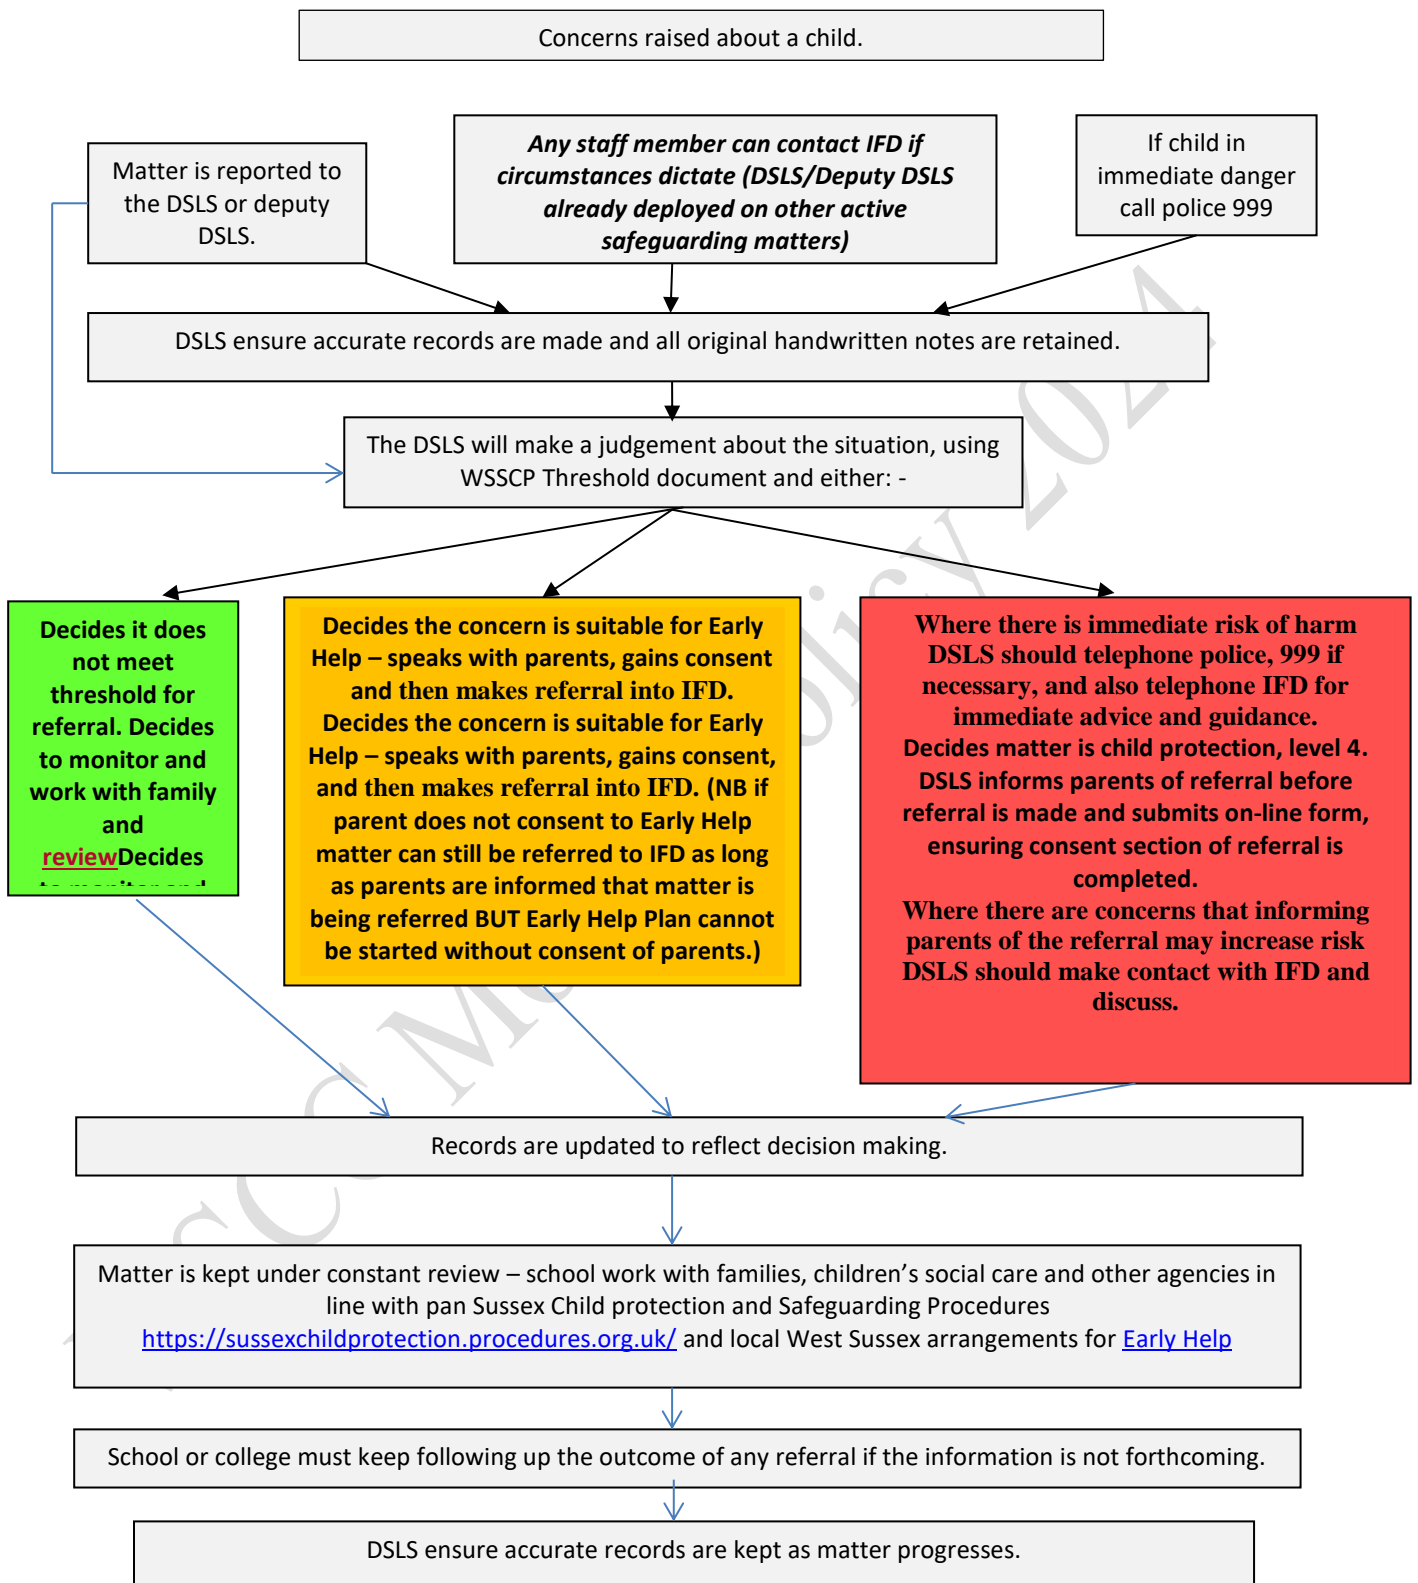 Concerns raised about a child.
Matter is reported to
the DSLS or deputy
DSLS.
Any staff member can contact IFD if
circumstances dictate (DSLS/Deputy DSLS
already deployed on other active
safeguarding matters)
If child in
immediate danger
call police 999
DSLS ensure accurate records are made and all original handwritten notes are retained.
The DSLS will make a judgement about the situation, using
WSSCP Threshold document and either: -
Decides it does
not meet
threshold for
referral. Decides
to monitor and
work with family
and
reviewDecides
to monitor and
Decides the concern is suitable for Early
Help – speaks with parents, gains consent
and then makes referral into IFD.
Decides the concern is suitable for Early
Help – speaks with parents, gains consent,
and then makes referral into IFD. (NB if
parent does not consent to Early Help
matter can still be referred to IFD as long
as parents are informed that matter is
being referred BUT Early Help Plan cannot
be started without consent of parents.)
Where there is immediate risk of harm
DSLS should telephone police, 999 if
necessary, and also telephone IFD for
immediate advice and guidance.
Decides matter is child protection, level 4.
DSLS informs parents of referral before
referral is made and submits on-line form,
ensuring consent section of referral is
completed.
Where there are concerns that informing
parents of the referral may increase risk
DSLS should make contact with IFD and
discuss.
Records are updated to reflect decision making.
Matter is kept under constant review – school work with families, children’s social care and other agencies in
line with pan Sussex Child protection and Safeguarding Procedures
https://sussexchildprotection.procedures.org.uk/ and local West Sussex arrangements for Early Help
School or college must keep following up the outcome of any referral if the information is not forthcoming.
DSLS ensure accurate records are kept as matter progresses.